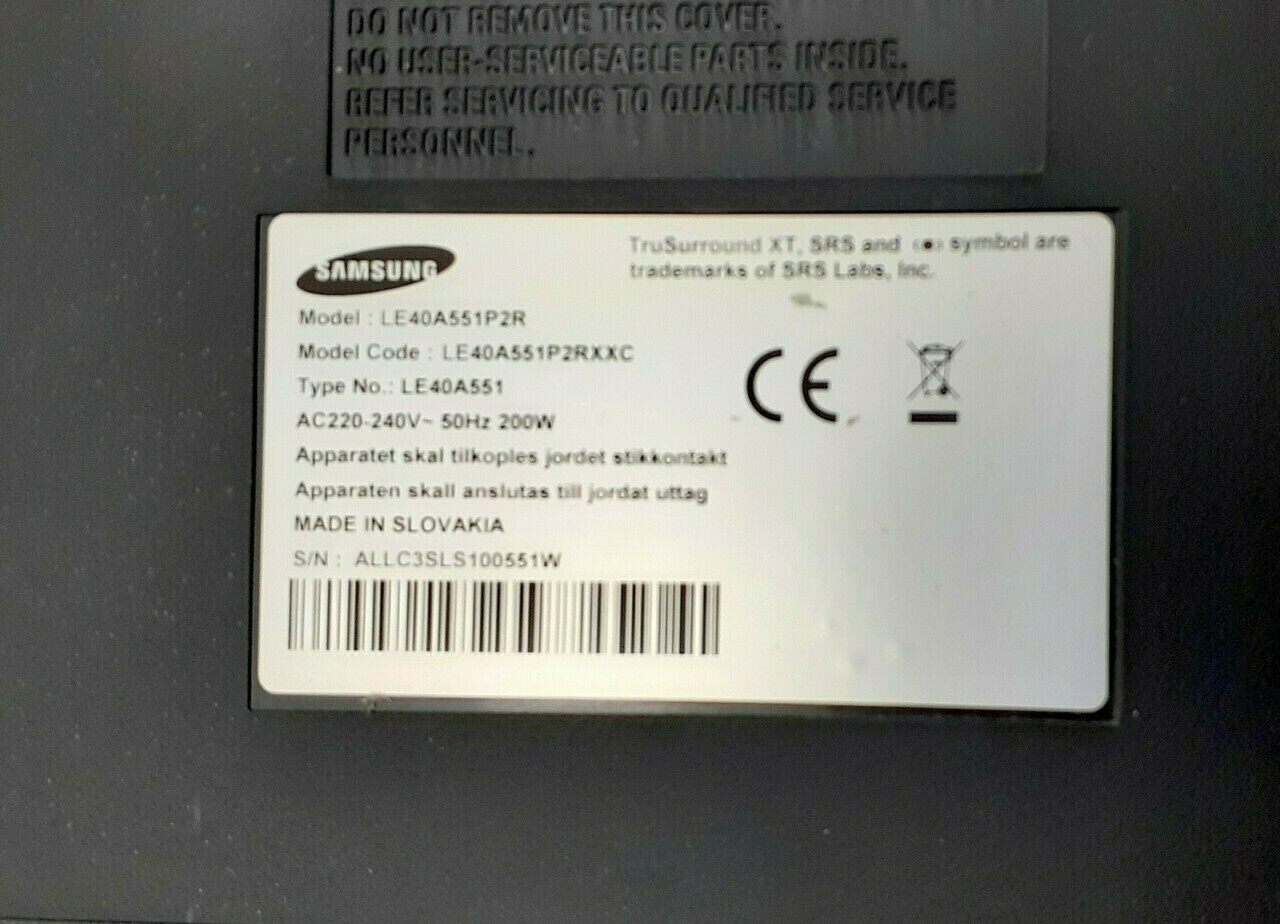 DO NOT REMOVE THIS COVER.
NO USER-SERVICEABLE PARTS INSIDE.
REFER SERVICING TO QUALIFIED SERVICE
PERSONNEL.
SAMSUNG
TruSurround XT, SRS and (●) symbol are
trademarks of SRS Labs, Inc.
Model : LE40A551P2R
Model Code : LE40A551P2RXXC
Type No.: LE40A551
AC220-240V~ 50Hz 200W
Apparatet skal tilkoples jordet stikkontakt
Apparaten skall anslutas till jordat uttag
MADE IN SLOVAKIA
S/N : ALLC3SLS100551W
CE